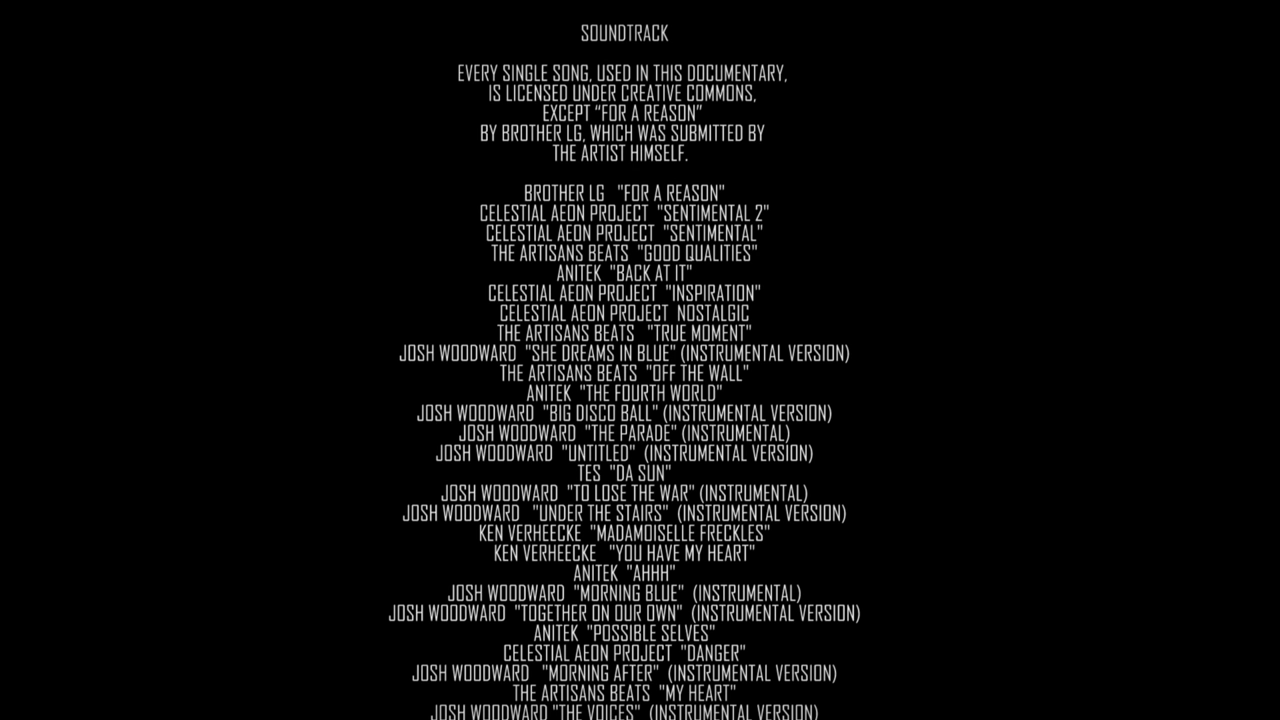 SOUNDTRACK
EVERY SINGLE SONG, USED IN THIS DOCUMENTARY,
IS LICENSED UNDER CREATIVE COMMONS,
EXCEPT “FOR A REASON”
BY BROTHER LG, WHICH WAS SUBMITTED BY
THE ARTIST HIMSELF.
BROTHER LG "FOR A REASON"
CELESTIAL AEON PROJECT "SENTIMENTAL 2"
CELESTIAL AEON PROJECT "SENTIMENTAL"
THE ARTISANS BEATS "GOOD QUALITIES"
ANITEK "BACK AT IT"
CELESTIAL AEON PROJECT "INSPIRATION"
CELESTIAL AEON PROJECT NOSTALGIC
THE ARTISANS BEATS "TRUE MOMENT"
JOSH WOODWARD "SHE DREAMS IN BLUE" (INSTRUMENTAL VERSION)
THE ARTISANS BEATS "OFF THE WALL"
ANITEK "THE FOURTH WORLD"
JOSH WOODWARD "BIG DISCO BALL" (INSTRUMENTAL VERSION)
JOSH WOODWARD "THE PARADE" (INSTRUMENTAL)
JOSH WOODWARD "UNTITLED" (INSTRUMENTAL VERSION)
TES "DA SUN"
JOSH WOODWARD "TO LOSE THE WAR" (INSTRUMENTAL)
JOSH WOODWARD "UNDER THE STAIRS" (INSTRUMENTAL VERSION)
KEN VERHEECKE "MADAMOISELLE FRECKLES"
KEN VERHEECKE "YOU HAVE MY HEART"
ANITEK "AHHH"
JOSH WOODWARD "MORNING BLUE" (INSTRUMENTAL)
JOSH WOODWARD "TOGETHER ON OUR OWN" (INSTRUMENTAL VERSION)
ANITEK "POSSIBLE SELVES"
CELESTIAL AEON PROJECT "DANGER"
JOSH WOODWARD "MORNING AFTER" (INSTRUMENTAL VERSION)
THE ARTISANS BEATS "MY HEART"
JOSH WOODWARD "THE VOICES" (INSTRUMENTAL VERSION)